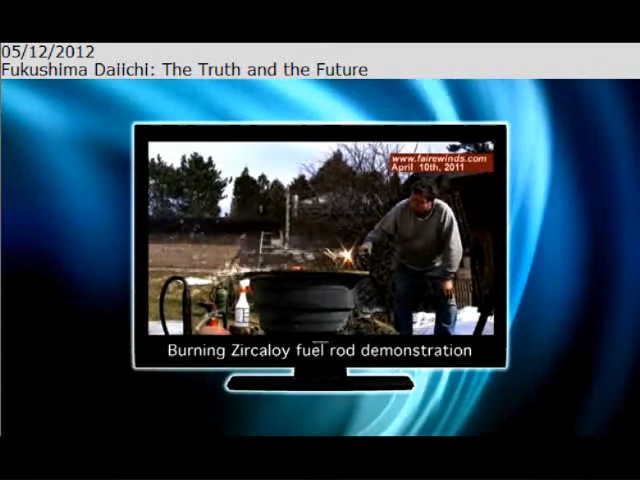 05/12/2012
Fukushima Daiichi: The Truth and the Future
www.fairewinds.com
April 10th, 2011
Burning Zircaloy fuel rod demonstration